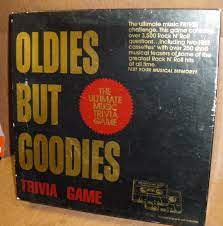 OLDIES
BUT
GOODIES
TRIVIA GAME
THE
ULTIMATE
MUSIC
TRIVIA
GAME
The ultimate music TRIVIA
challenge. This game contains
over 3,500 Rock N' Roll
questions...including two FREE
cassettes with over 250 short
musical teasers of some of the
greatest Rock N' Roll hits
of all time.
TEST YOUR MUSICAL MEMORY!